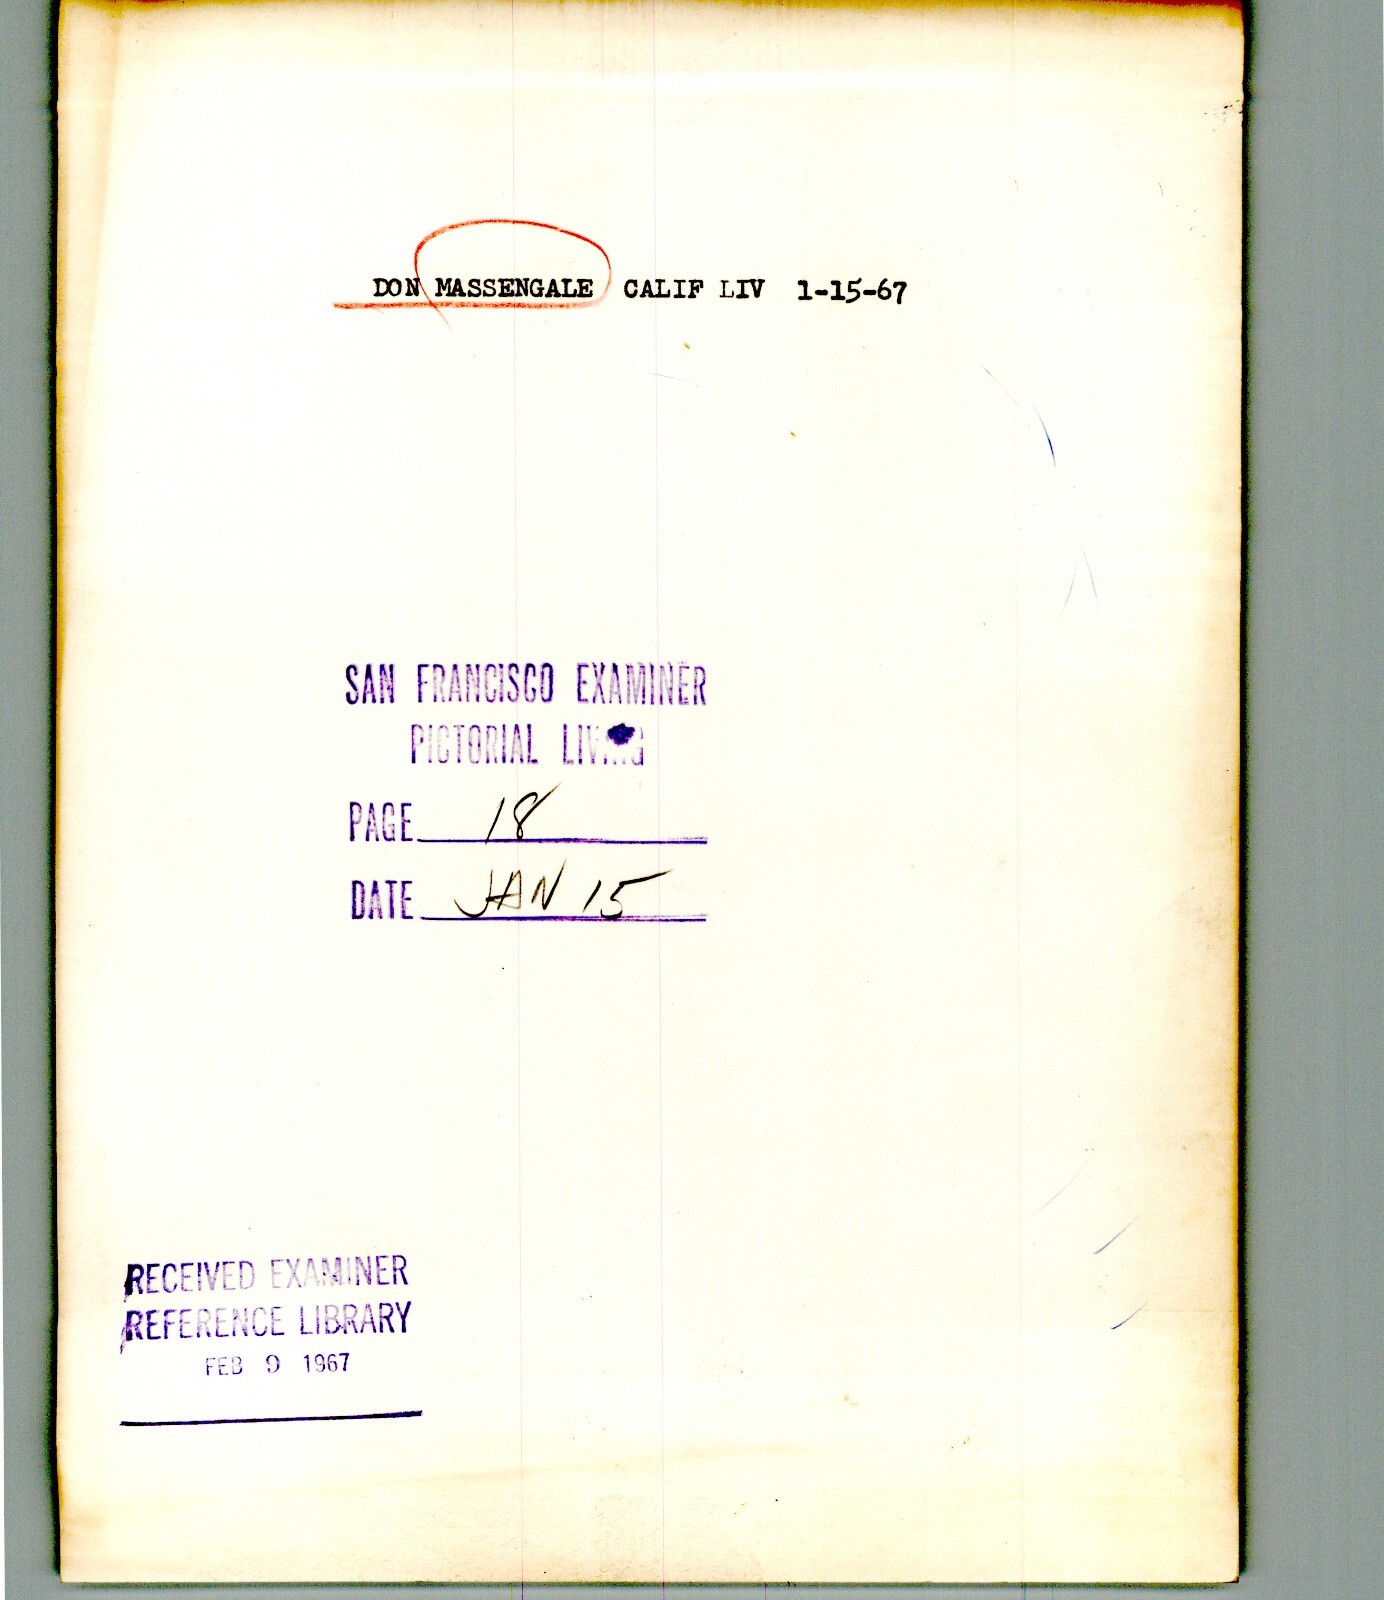 DON MASSENGALE CALIF LIV 1-15-67
SAN FRANCISCO EXAMINER
PICTORIAL LIVING
PAGE 18
DATE JAN 15
RECEIVED EXAMINER
REFERENCE LIBRARY
FEB 9 1967